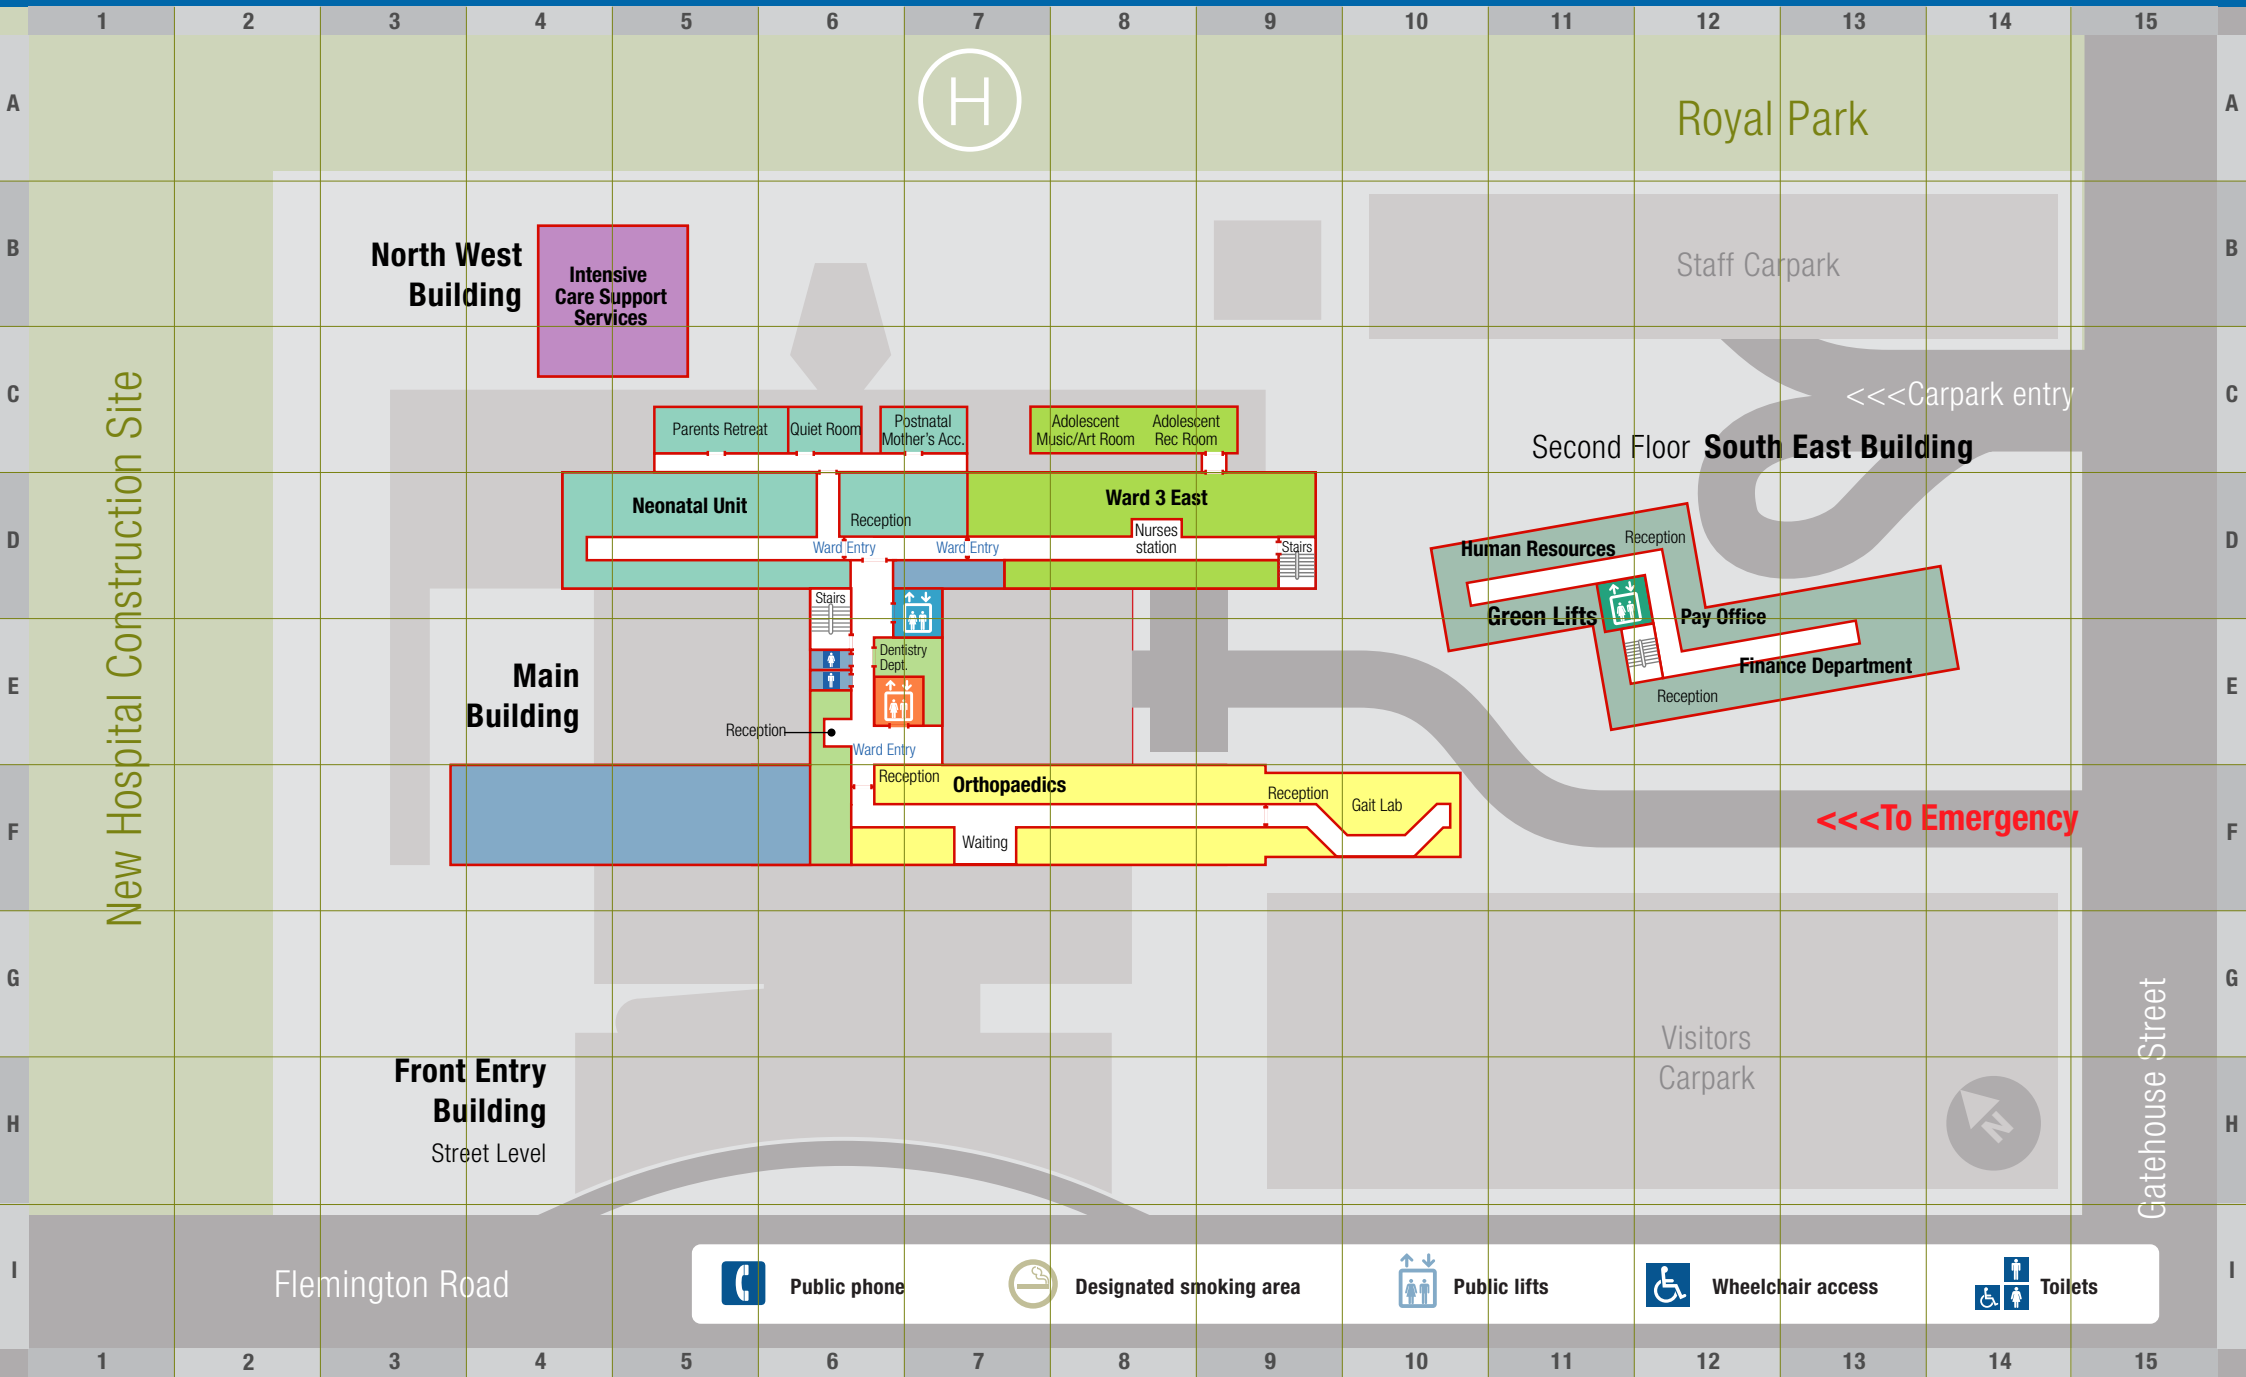 1 2 3 4 5 6 7 8 9 10 11 12 13 14 15
A
H
Royal Park
A
B
North West
Building
Intensive
Care Support
Services
Staff Carpark
B
C
New Hospital Construction Site
<<<Carpark entry
C
Parents Retreat
Quiet Room
Postnatal
Mother's Acc.
Adolescent
Music/Art Room
Adolescent
Rec Room
Second Floor South East Building
D
Neonatal Unit
Reception
Ward Entry
Ward Entry
Ward 3 East
Nurses
station
Stairs
Human Resources
Reception
D
Stairs
Green Lifts
Pay Office
Finance Department
Reception
E
Main
Building
Dentistry
Dept.
Reception
Ward Entry
E
F
Reception
Orthopaedics
Reception
Gait Lab
Waiting
<<<To Emergency
F
G
Visitors
Carpark
G
H
Front Entry
Building
Street Level
N
Gatehouse Street
H
I
Flemington Road
Public phone
Designated smoking area
Public lifts
Wheelchair access
Toilets
I
1 2 3 4 5 6 7 8 9 10 11 12 13 14 15